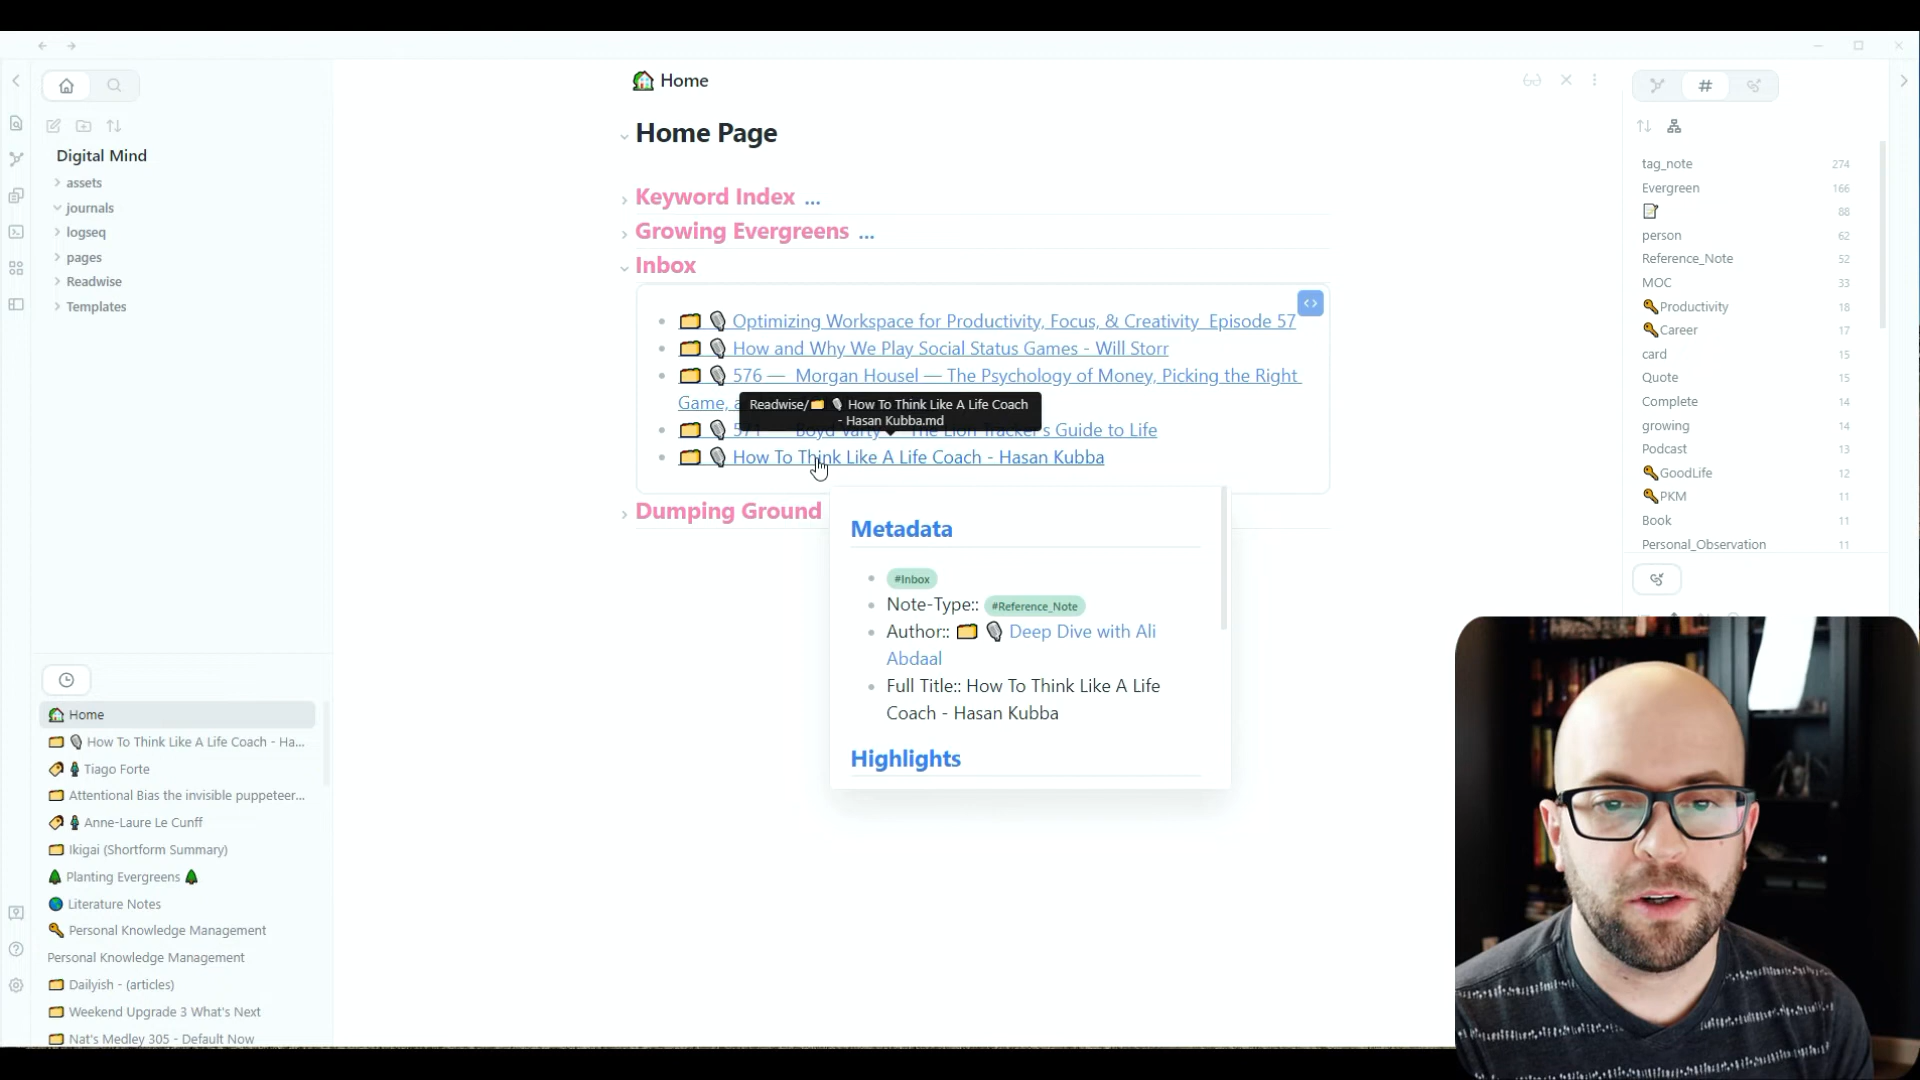 Home
Digital Mind
assets
journals
logseq
pages
Readwise
Templates
Home
How To Think Like A Life Coach - Ha...
Tiago Forte
Attentional Bias the invisible puppeteer...
Anne-Laure Le Cunff
Ikigai (Shortform Summary)
Planting Evergreens
Literature Notes
Personal Knowledge Management
Personal Knowledge Management
Dailyish - (articles)
Weekend Upgrade 3 What's Next
Nat's Medley 305 - Default Now
Home Page
Keyword Index ...
Growing Evergreens ...
Inbox
Optimizing Workspace for Productivity, Focus, & Creativity Episode 57
How and Why We Play Social Status Games - Will Storr
576 — Morgan Housel — The Psychology of Money, Picking the Right
Game,
Readwise/ How To Think Like A Life Coach
- Hasan Kubba.md
571 Boyd Varty The Lion Tracker's Guide to Life
How To Think Like A Life Coach - Hasan Kubba
Dumping Ground
Metadata
#Inbox
Note-Type:: #Reference_Note
Author:: Deep Dive with Ali
Abdaal
Full Title:: How To Think Like A Life
Coach - Hasan Kubba
Highlights
#
tag_note 274
Evergreen 166
88
person 62
Reference_Note 52
MOC 33
Productivity 18
Career 17
card 15
Quote 15
Complete 14
growing 14
Podcast 13
GoodLife 12
PKM 11
Book 11
Personal_Observation 11